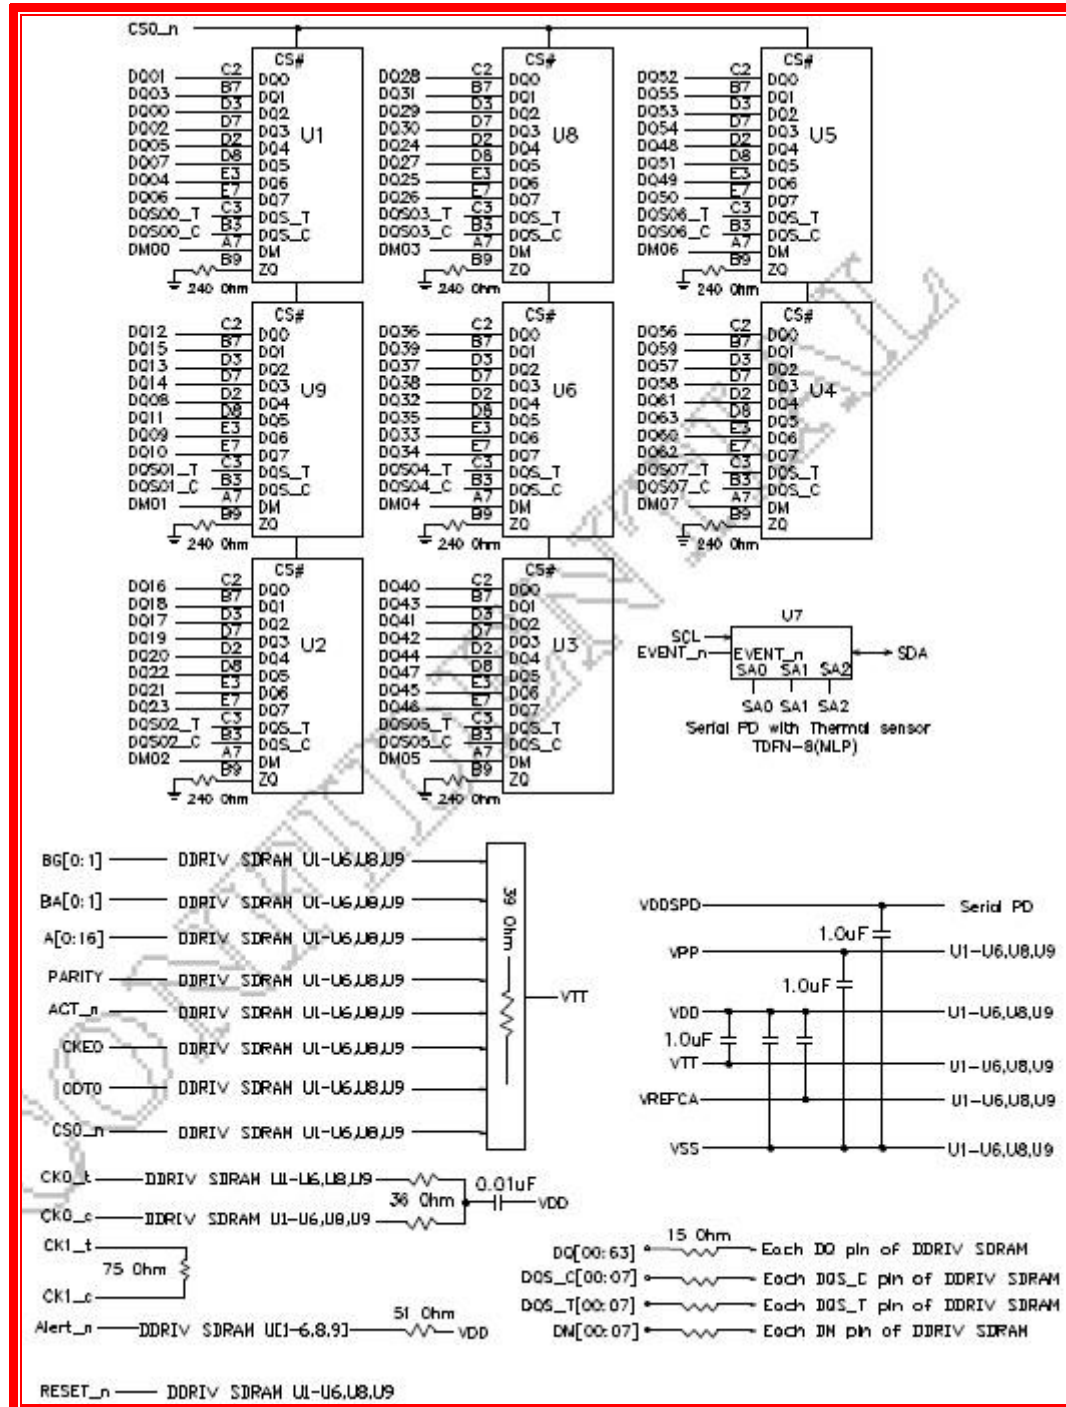 CS0_n
CS# CS# CS#
DQ01 C2 DQ0 DQ28 C2 DQ0 DQ52 C2 DQ0
DQ03 B7 DQ1 DQ31 B7 DQ1 DQ55 B7 DQ1
DQ00 D3 DQ2 DQ29 D3 DQ2 DQ53 D3 DQ2
DQ02 D7 DQ3 U1 DQ30 D7 DQ3 U8 DQ54 D7 DQ3 U5
DQ05 D2 DQ4 DQ24 D2 DQ4 DQ48 D2 DQ4
DQ07 D8 DQ5 DQ27 D8 DQ5 DQ51 D8 DQ5
DQ04 E3 DQ6 DQ25 E3 DQ6 DQ49 E3 DQ6
DQ06 E7 DQ7 DQ26 E7 DQ7 DQ50 E7 DQ7
DQS00_T C3 DQS_T DQS03_T C3 DQS_T DQS06_T C3 DQS_T
DQS00_C B3 DQS_C DQS03_C B3 DQS_C DQS06_C B3 DQS_C
DM00 A7 DM DM03 A7 DM DM06 A7 DM
B9 ZQ B9 ZQ B9 ZQ
240 Ohm 240 Ohm 240 Ohm
CS# CS# CS#
DQ12 C2 DQ0 DQ36 C2 DQ0 DQ56 C2 DQ0
DQ15 B7 DQ1 DQ39 B7 DQ1 DQ59 B7 DQ1
DQ13 D3 DQ2 DQ37 D3 DQ2 DQ57 D3 DQ2
DQ14 D7 DQ3 U9 DQ38 D7 DQ3 U6 DQ58 D7 DQ3 U4
DQ08 D2 DQ4 DQ32 D2 DQ4 DQ61 D2 DQ4
DQ11 D8 DQ5 DQ35 D8 DQ5 DQ63 D8 DQ5
DQ09 E3 DQ6 DQ33 E3 DQ6 DQ60 E3 DQ6
DQ10 E7 DQ7 DQ34 E7 DQ7 DQ62 E7 DQ7
DQS01_T C3 DQS_T DQS04_T C3 DQS_T DQS07_T C3 DQS_T
DQS01_C B3 DQS_C DQS04_C B3 DQS_C DQS07_C B3 DQS_C
DM01 A7 DM DM04 A7 DM DM07 A7 DM
B9 ZQ B9 ZQ B9 ZQ
240 Ohm 240 Ohm 240 Ohm
CS# CS#
DQ16 C2 DQ0 DQ40 C2 DQ0
DQ18 B7 DQ1 DQ43 B7 DQ1
DQ17 D3 DQ2 DQ41 D3 DQ2
DQ19 D7 DQ3 U2 DQ42 D7 DQ3 U3
DQ20 D2 DQ4 DQ44 D2 DQ4
DQ22 D8 DQ5 DQ47 D8 DQ5
DQ21 E3 DQ6 DQ45 E3 DQ6
DQ23 E7 DQ7 DQ46 E7 DQ7
DQS02_T C3 DQS_T DQS05_T C3 DQS_T
DQS02_C B3 DQS_C DQS05_C B3 DQS_C
DM02 A7 DM DM05 A7 DM
B9 ZQ B9 ZQ
240 Ohm 240 Ohm
U7
SCL
EVENT_n EVENT_n SDA
SA0 SA1 SA2
SA0 SA1 SA2
Serial PD with Thermal sensor
TDFN-8(MLP)
BG[0:1] DDRIV SDRAM U1-U6,U8,U9
BA[0:1] DDRIV SDRAM U1-U6,U8,U9
A[0:16] DDRIV SDRAM U1-U6,U8,U9
PARITY DDRIV SDRAM U1-U6,U8,U9
ACT_n DDRIV SDRAM U1-U6,U8,U9
CKE0 DDRIV SDRAM U1-U6,U8,U9
ODT0 DDRIV SDRAM U1-U6,U8,U9
CS0_n DDRIV SDRAM U1-U6,U8,U9
39 Ohm
VTT
VDDSPD Serial PD
1.0uF
VPP U1-U6,U8,U9
1.0uF
VDD U1-U6,U8,U9
1.0uF
VTT U1-U6,U8,U9
VREFCA U1-U6,U8,U9
VSS U1-U6,U8,U9
CK0_t DDRIV SDRAM U1-U6,U8,U9
36 Ohm 0.01uF VDD
CK0_c DDRIV SDRAM U1-U6,U8,U9
CK1_t
75 Ohm
CK1_c
Alert_n DDRIV SDRAM U[1-6,8,9] 51 Ohm VDD
RESET_n DDRIV SDRAM U1-U6,U8,U9
15 Ohm
DQ[00:63] Each DQ pin of DDRIV SDRAM
DQS_C[00:07] Each DQS_C pin of DDRIV SDRAM
DQS_T[00:07] Each DQS_T pin of DDRIV SDRAM
DM[00:07] Each DM pin of DDRIV SDRAM
CONFIDENTIAL